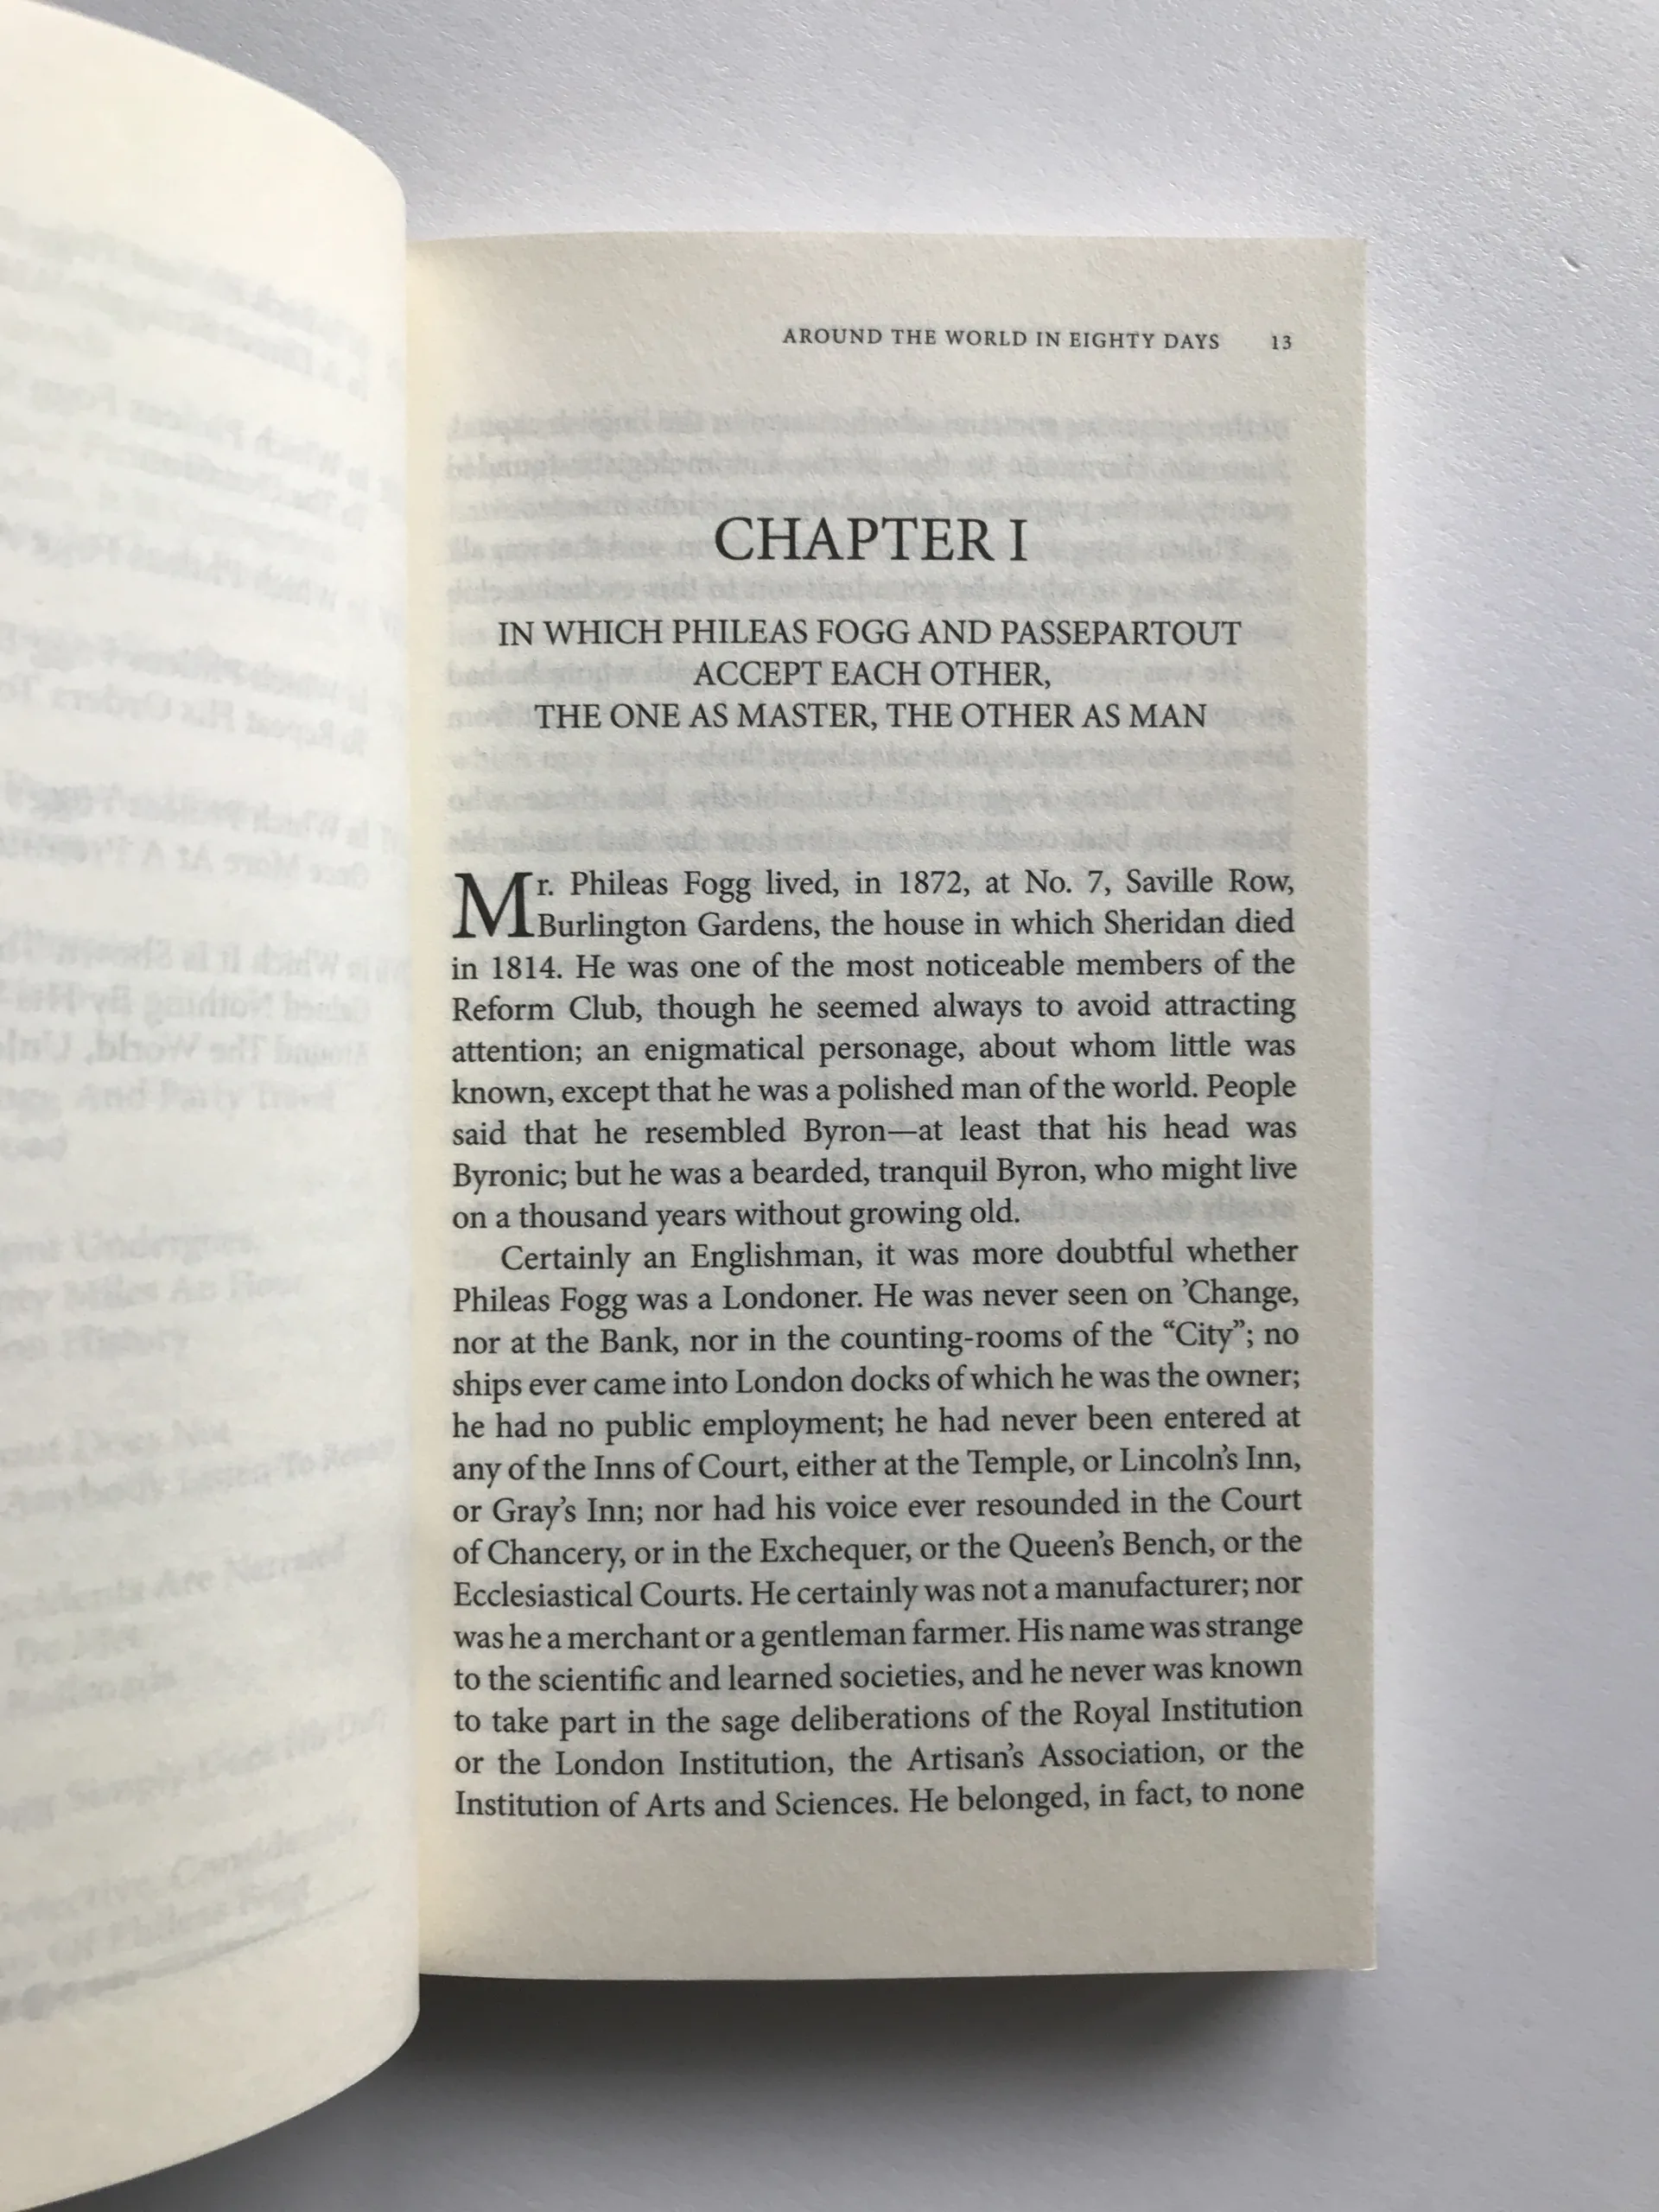 AROUND THE WORLD IN EIGHTY DAYS 13
CHAPTER I
IN WHICH PHILEAS FOGG AND PASSEPARTOUT
ACCEPT EACH OTHER,
THE ONE AS MASTER, THE OTHER AS MAN
Mr. Phileas Fogg lived, in 1872, at No. 7, Saville Row,
Burlington Gardens, the house in which Sheridan died
in 1814. He was one of the most noticeable members of the
Reform Club, though he seemed always to avoid attracting
attention; an enigmatical personage, about whom little was
known, except that he was a polished man of the world. People
said that he resembled Byron—at least that his head was
Byronic; but he was a bearded, tranquil Byron, who might live
on a thousand years without growing old.
Certainly an Englishman, it was more doubtful whether
Phileas Fogg was a Londoner. He was never seen on ’Change,
nor at the Bank, nor in the counting-rooms of the “City”; no
ships ever came into London docks of which he was the owner;
he had no public employment; he had never been entered at
any of the Inns of Court, either at the Temple, or Lincoln’s Inn,
or Gray’s Inn; nor had his voice ever resounded in the Court
of Chancery, or in the Exchequer, or the Queen’s Bench, or the
Ecclesiastical Courts. He certainly was not a manufacturer; nor
was he a merchant or a gentleman farmer. His name was strange
to the scientific and learned societies, and he never was known
to take part in the sage deliberations of the Royal Institution
or the London Institution, the Artisan’s Association, or the
Institution of Arts and Sciences. He belonged, in fact, to none